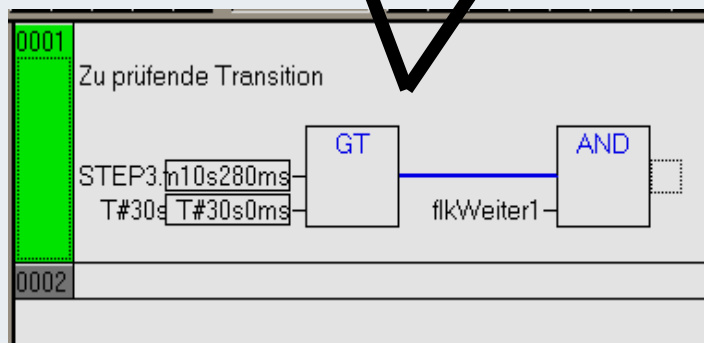 0001
Zu prüfende Transition
GT
AND
STEP3.n10s280ms
T#30s T#30s0ms
flkWeiter1
0002